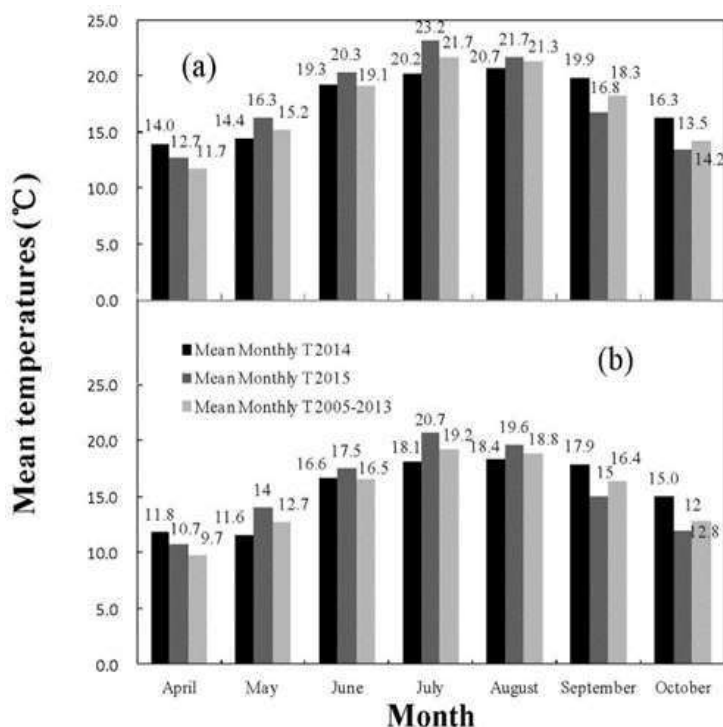 Mean temperatures (℃)
25.0
20.0
15.0
10.0
5.0
0.0
(a)
14.0 12.7 11.7
14.4 16.3 15.2
19.3 20.3 19.1
20.2 23.2 21.7
20.7 21.7 21.3
19.9 16.8 18.3
16.3 13.5 14.2
(b)
Mean Monthly T2014
Mean Monthly T2015
Mean Monthly T2005-2013
25.0
20.0
15.0
10.0
5.0
0.0
11.8 10.7 9.7
11.6 14 12.7
16.6 17.5 16.5
18.1 20.7 19.2
18.4 19.6 18.8
17.9 15 16.4
15.0 12 12.8
April May June July August September October
Month